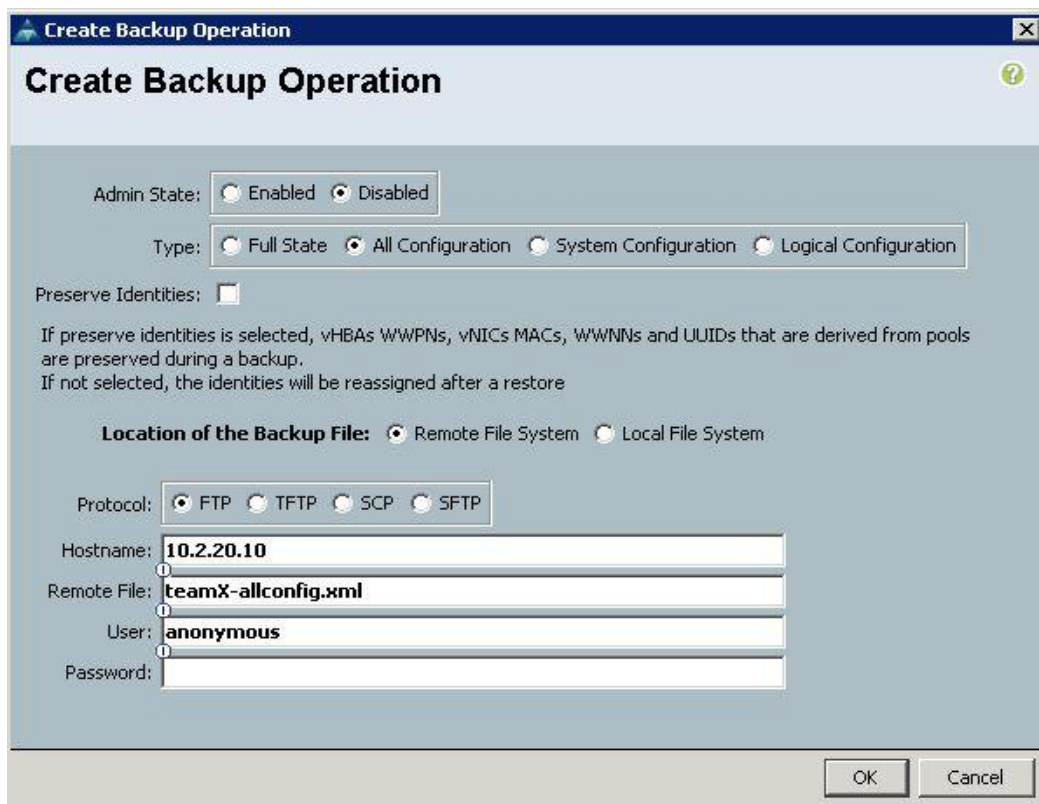 Create Backup Operation
Create Backup Operation
Admin State: Enabled Disabled
Type: Full State All Configuration System Configuration Logical Configuration
Preserve Identities:
If preserve identities is selected, vHBAs WWPNs, vNICs MACs, WWNNs and UUIDs that are derived from pools
are preserved during a backup.
If not selected, the identities will be reassigned after a restore
Location of the Backup File: Remote File System Local File System
Protocol: FTP TFTP SCP SFTP
Hostname: 10.2.20.10
Remote File: teamX-allconfig.xml
User: anonymous
Password:
OK Cancel